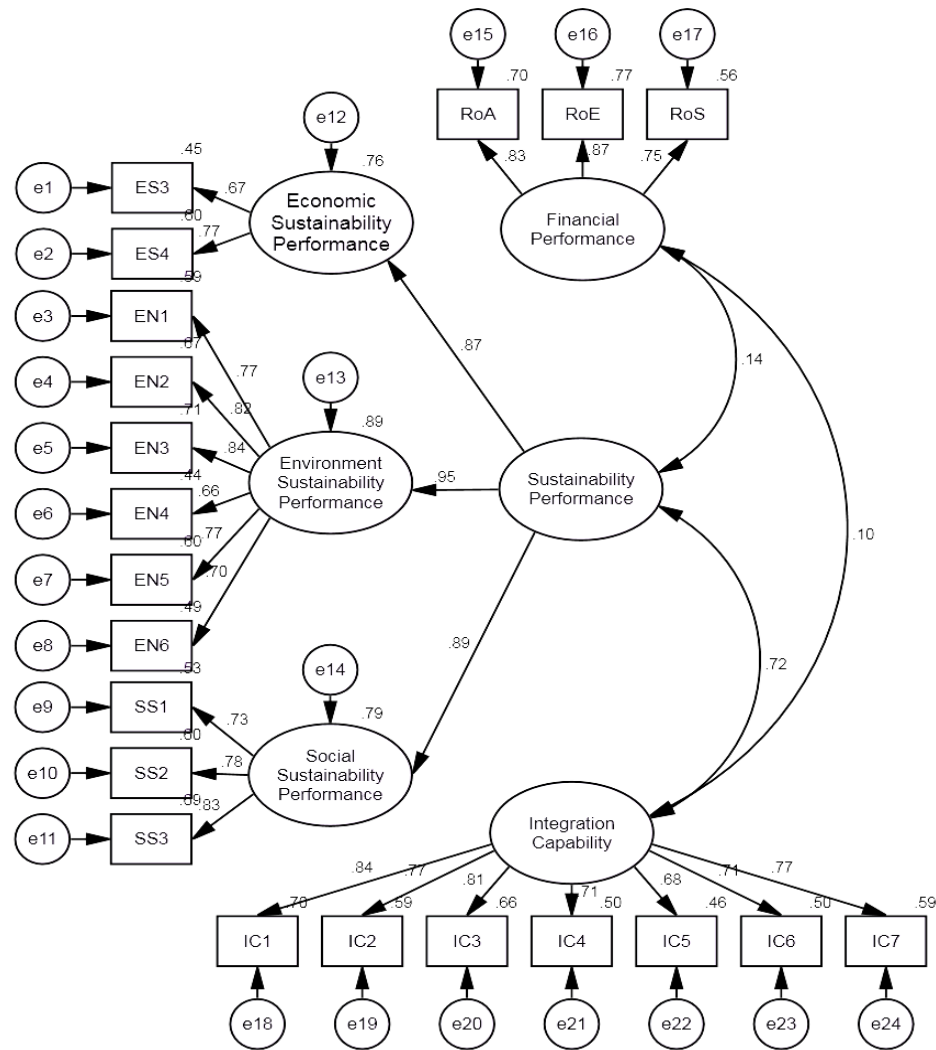 e15
e16
e17
.70
.77
.56
RoA
RoE
RoS
.83
.87
.75
Financial
Performance
e12
.76
Economic
Sustainability
Performance
e1
.45
ES3
.67
e2
.60
ES4
.77
e3
.59
EN1
.77
e4
.67
EN2
.82
e5
.71
EN3
.84
e6
.44
EN4
.66
e7
.60
EN5
.77
e8
.49
EN6
.70
e13
.89
Environment
Sustainability
Performance
.87
.95
.89
Sustainability
Performance
.14
.10
.72
e9
.53
SS1
.73
e10
.60
SS2
.78
e11
.69
SS3
.83
e14
.79
Social
Sustainability
Performance
Integration
Capability
.84
.77
.81
.71
.68
.71
.77
.70
.59
.66
.50
.46
.50
.59
IC1
IC2
IC3
IC4
IC5
IC6
IC7
e18
e19
e20
e21
e22
e23
e24